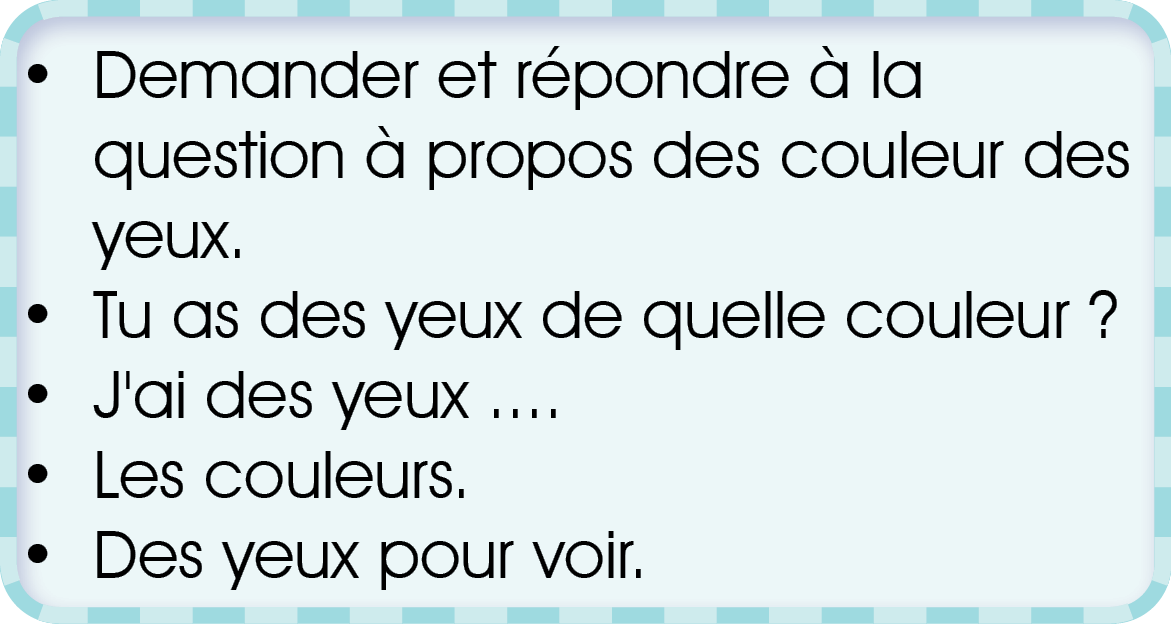 • Demander et répondre à la
question à propos des couleur des
yeux.
• Tu as des yeux de quelle couleur ?
• J'ai des yeux ....
• Les couleurs.
• Des yeux pour voir.